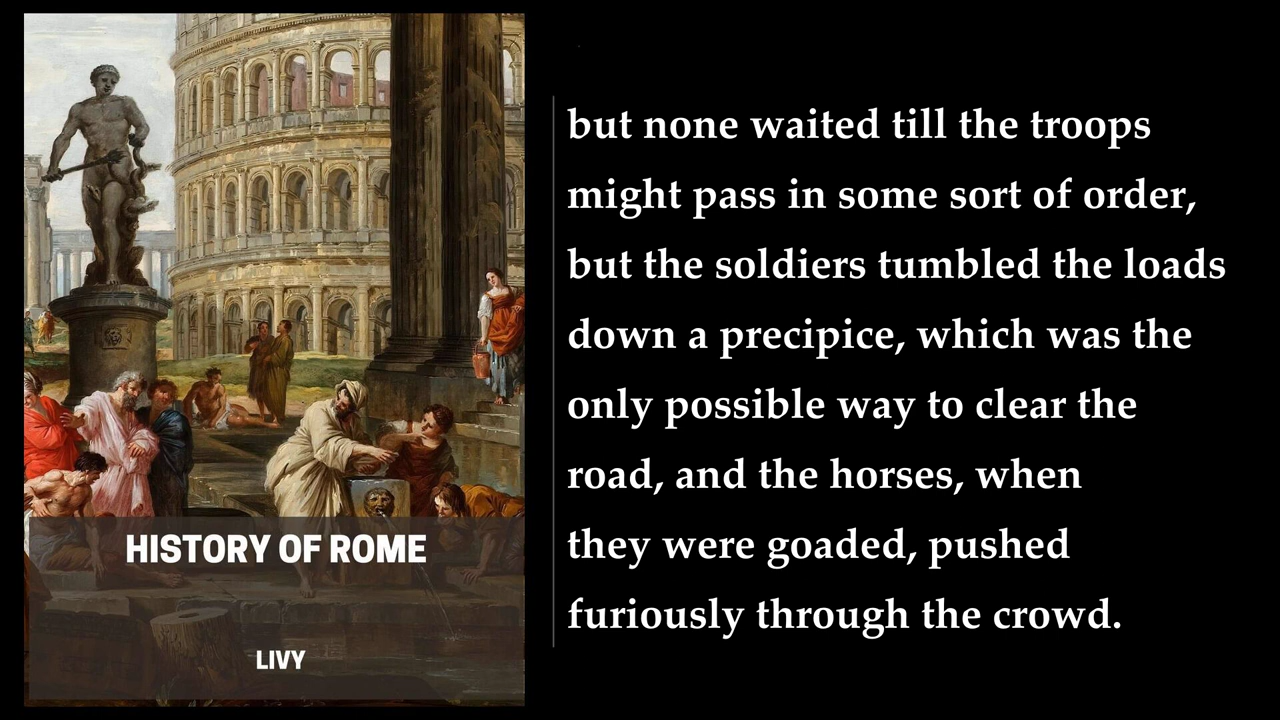 HISTORY OF ROME
LIVY
but none waited till the troops
might pass in some sort of order,
but the soldiers tumbled the loads
down a precipice, which was the
only possible way to clear the
road, and the horses, when
they were goaded, pushed
furiously through the crowd.